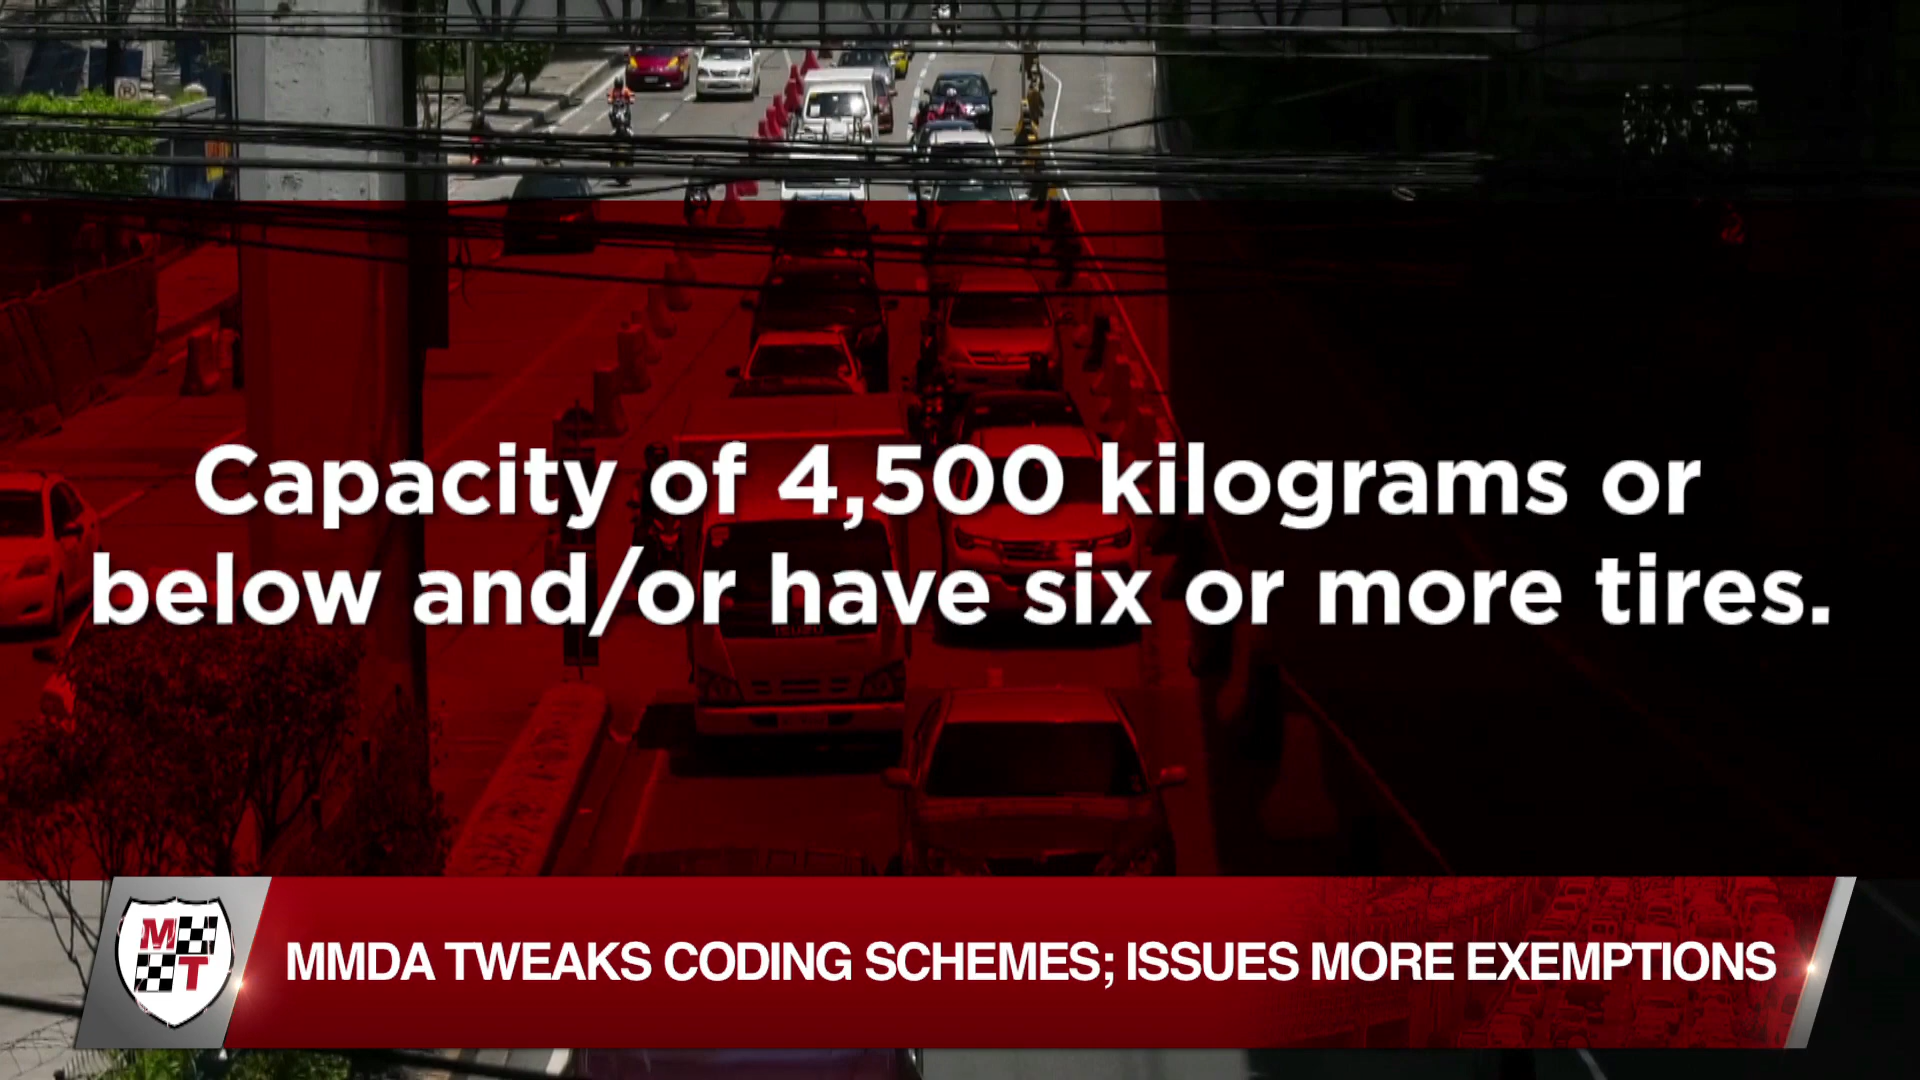 Capacity of 4,500 kilograms or
below and/or have six or more tires.
M
T
MMDA TWEAKS CODING SCHEMES; ISSUES MORE EXEMPTIONS